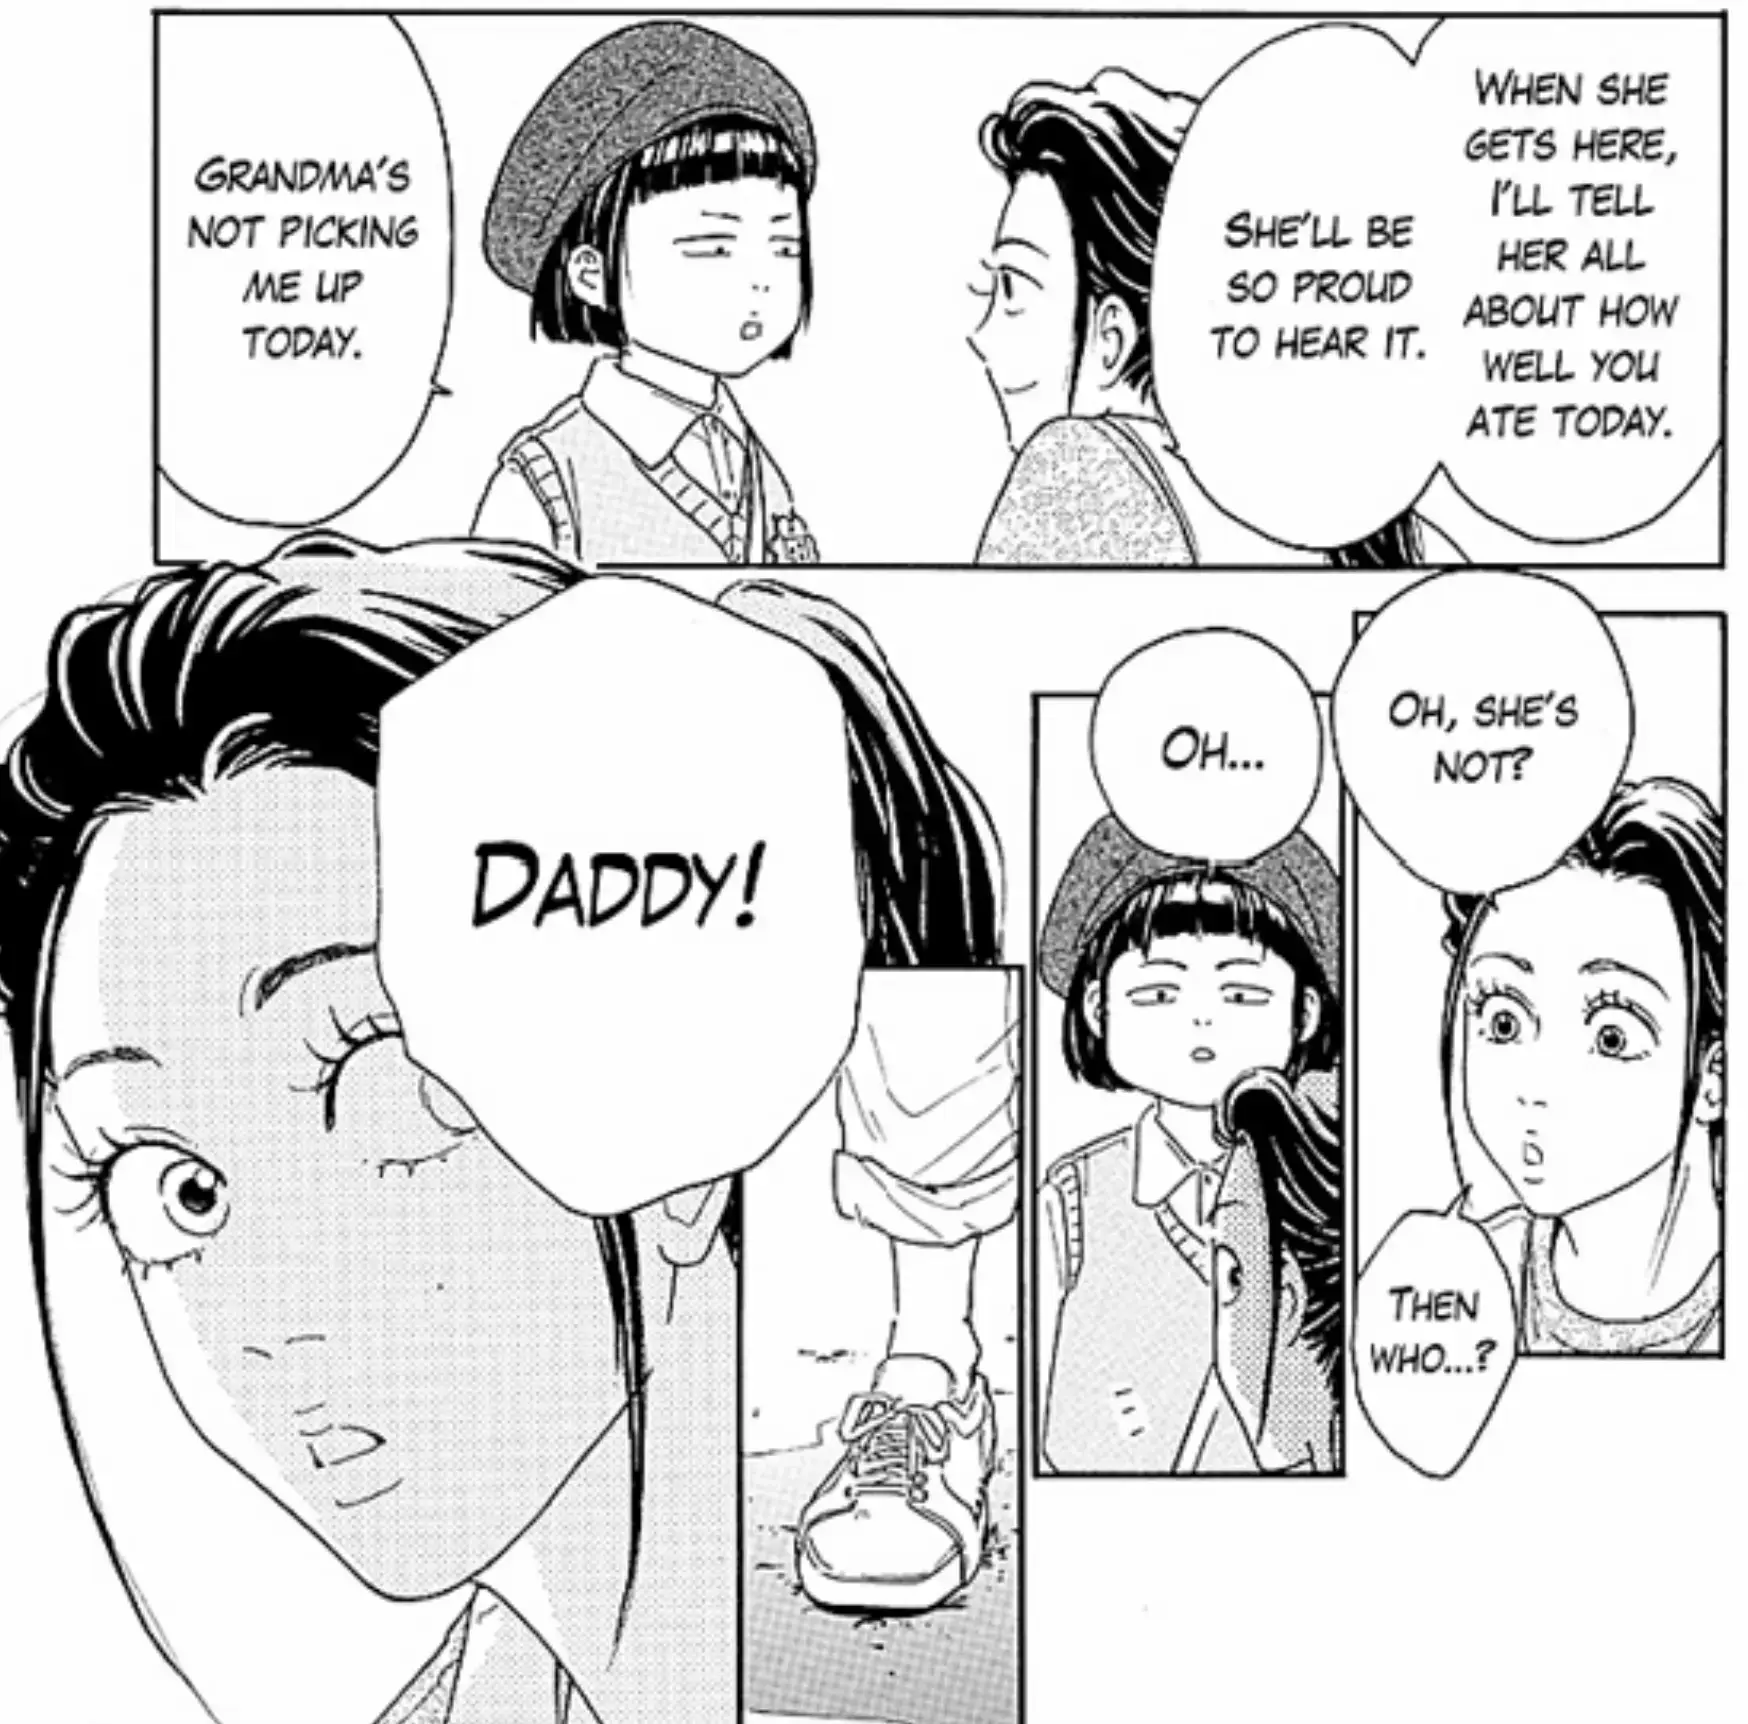 WHEN SHE
GETS HERE,
I'LL TELL
HER ALL
ABOUT HOW
WELL YOU
ATE TODAY.
SHE'LL BE
SO PROUD
TO HEAR IT.
GRANDMA'S
NOT PICKING
ME UP
TODAY.
OH, SHE'S
NOT?
THEN
WHO...?
OH...
DADDY!